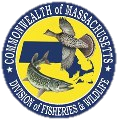 COMMONWEALTH of MASSACHUSETTS
DIVISION of FISHERIES & WILDLIFE